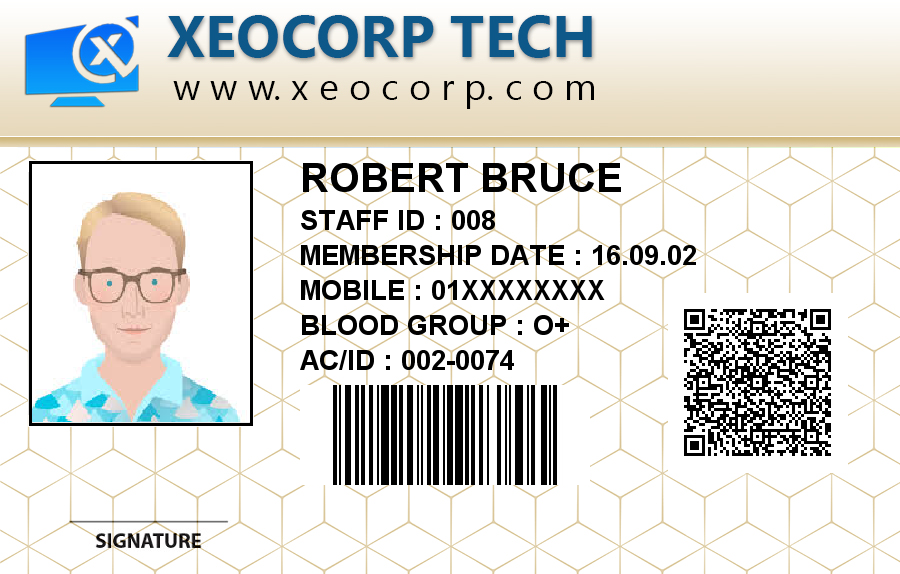 XEOCORP TECH
www.xeocorp.com
ROBERT BRUCE
STAFF ID : 008
MEMBERSHIP DATE : 16.09.02
MOBILE : 01XXXXXXXX
BLOOD GROUP : O+
AC/ID : 002-0074
SIGNATURE